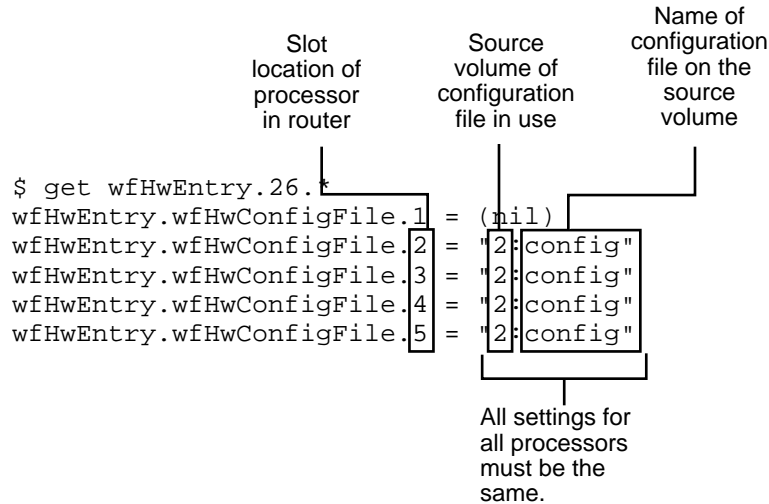 Slot
location of
processor
in router
Source
volume of
configuration
file in use
Name of
configuration
file on the
source
volume
$ get wfHwEntry.26.*
wfHwEntry.wfHwConfigFile.1 = (nil)
wfHwEntry.wfHwConfigFile.2 = "2:config"
wfHwEntry.wfHwConfigFile.3 = "2:config"
wfHwEntry.wfHwConfigFile.4 = "2:config"
wfHwEntry.wfHwConfigFile.5 = "2:config"
All settings for
all processors
must be the
same.